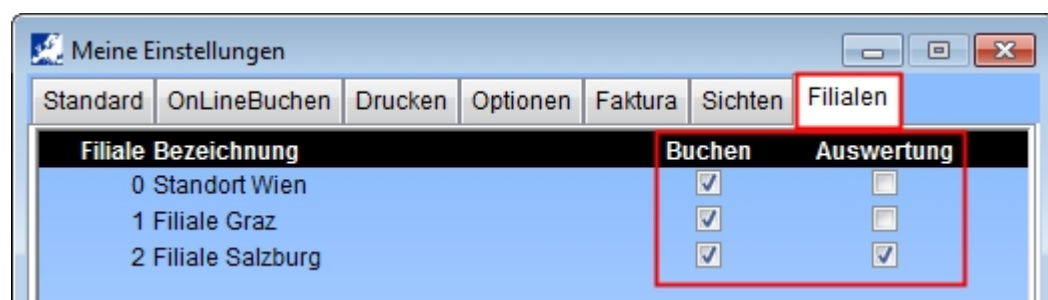 Meine Einstellungen
Standard OnLineBuchen Drucken Optionen Faktura Sichten Filialen
Filiale Bezeichnung Buchen Auswertung
0 Standort Wien
1 Filiale Graz
2 Filiale Salzburg